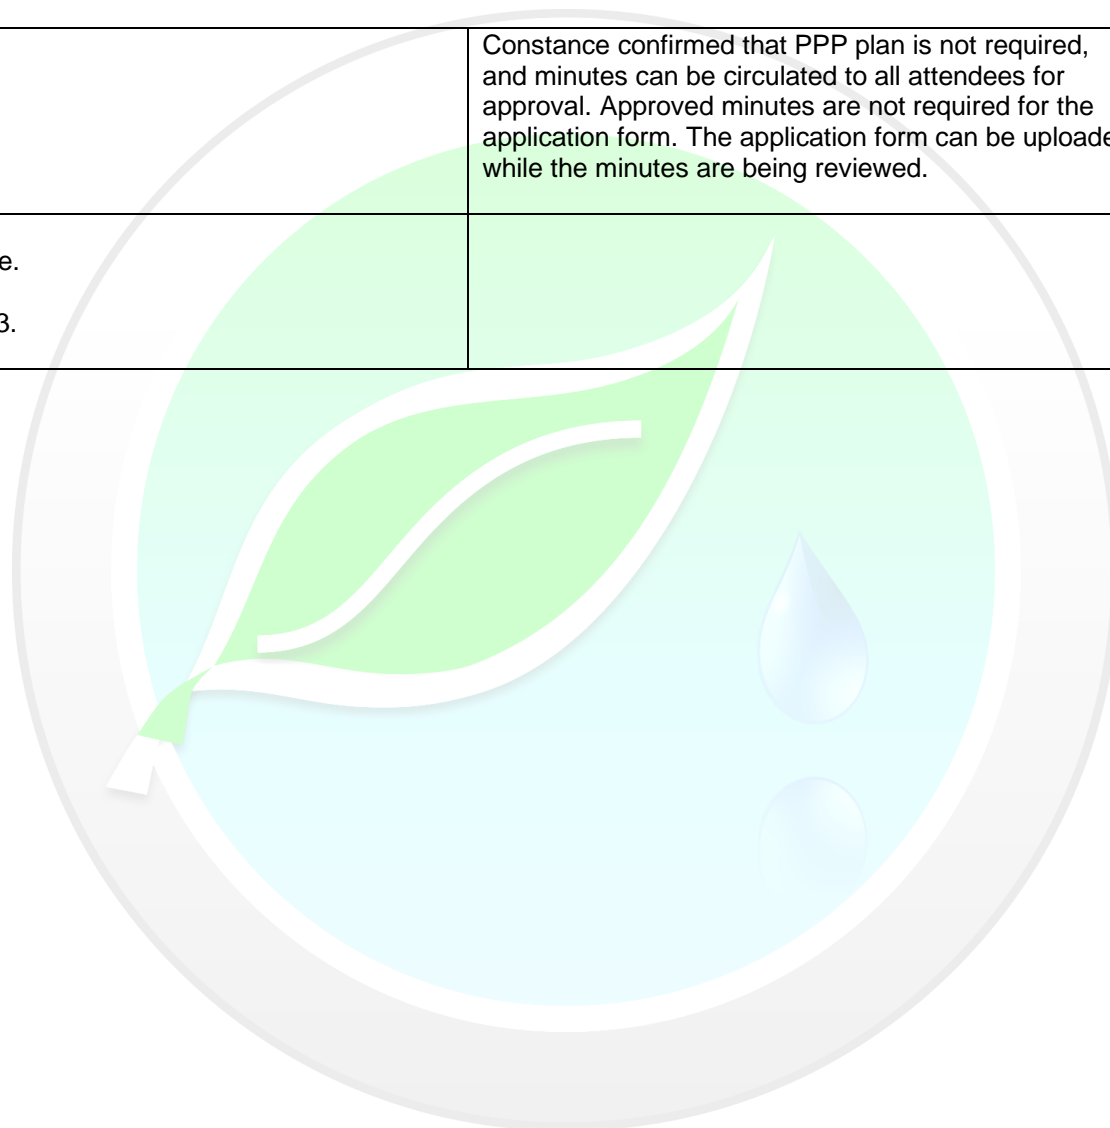 Constance confirmed that PPP plan is not required,
and minutes can be circulated to all attendees for
approval. Approved minutes are not required for the
application form. The application form can be uploade
while the minutes are being reviewed.
e.
3.